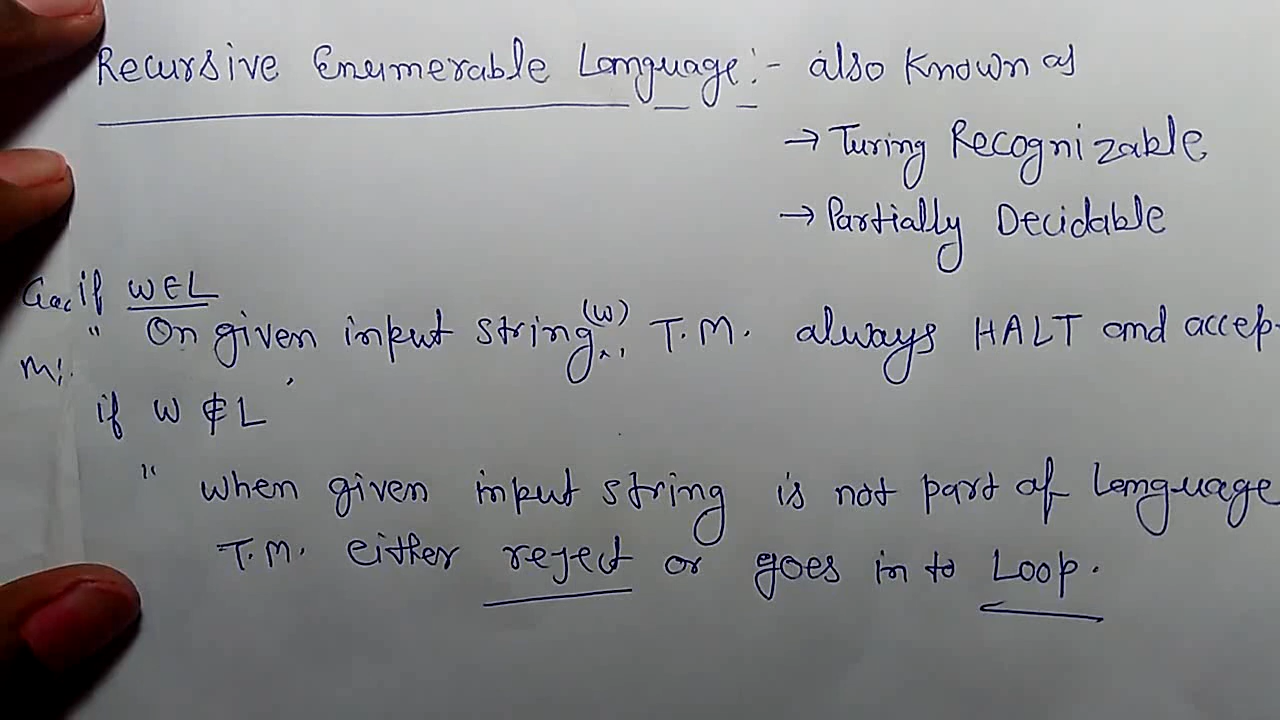 Recursive Enumerable Language :- also known as
→ Turing Recognizable
→ Partially Decidable
if W∈L
" On given input string (w) T.M. always HALT and accep-
if W ∉ L
" when given input string is not part of language
T.M. either reject or goes in to Loop.